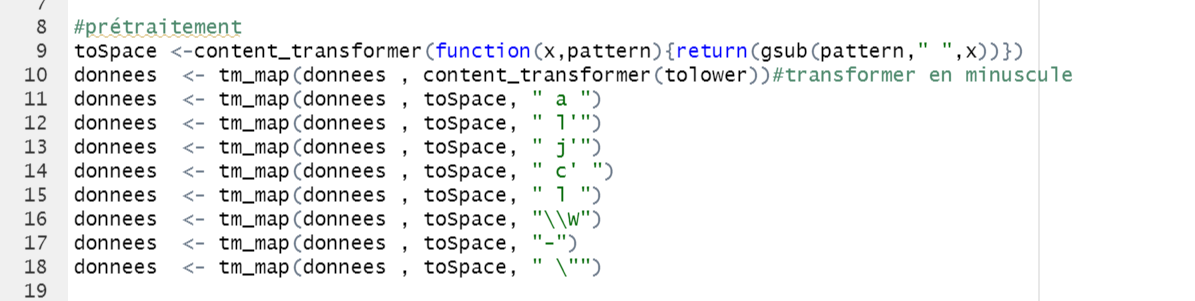 7
8 #prétraitement
9 toSpace <-content_transformer(function(x,pattern){return(gsub(pattern," ",x))})
10 donnees <- tm_map(donnees , content_transformer(tolower))#transformer en minuscule
11 donnees <- tm_map(donnees , toSpace, " a ")
12 donnees <- tm_map(donnees , toSpace, " l'")
13 donnees <- tm_map(donnees , toSpace, " j'")
14 donnees <- tm_map(donnees , toSpace, " c' ")
15 donnees <- tm_map(donnees , toSpace, " l ")
16 donnees <- tm_map(donnees , toSpace, "\\W")
17 donnees <- tm_map(donnees , toSpace, "-")
18 donnees <- tm_map(donnees , toSpace, " \"")
19